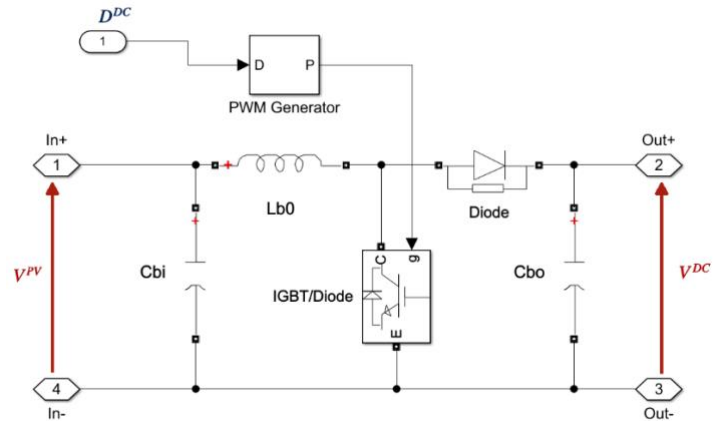 D^DC
1
D P
PWM Generator
In+
Out+
1
+
2
Lb0
Diode
+
+
C g
V^PV
Cbi
IGBT/Diode
Cbo
V^DC
E
4
3
In-
Out-